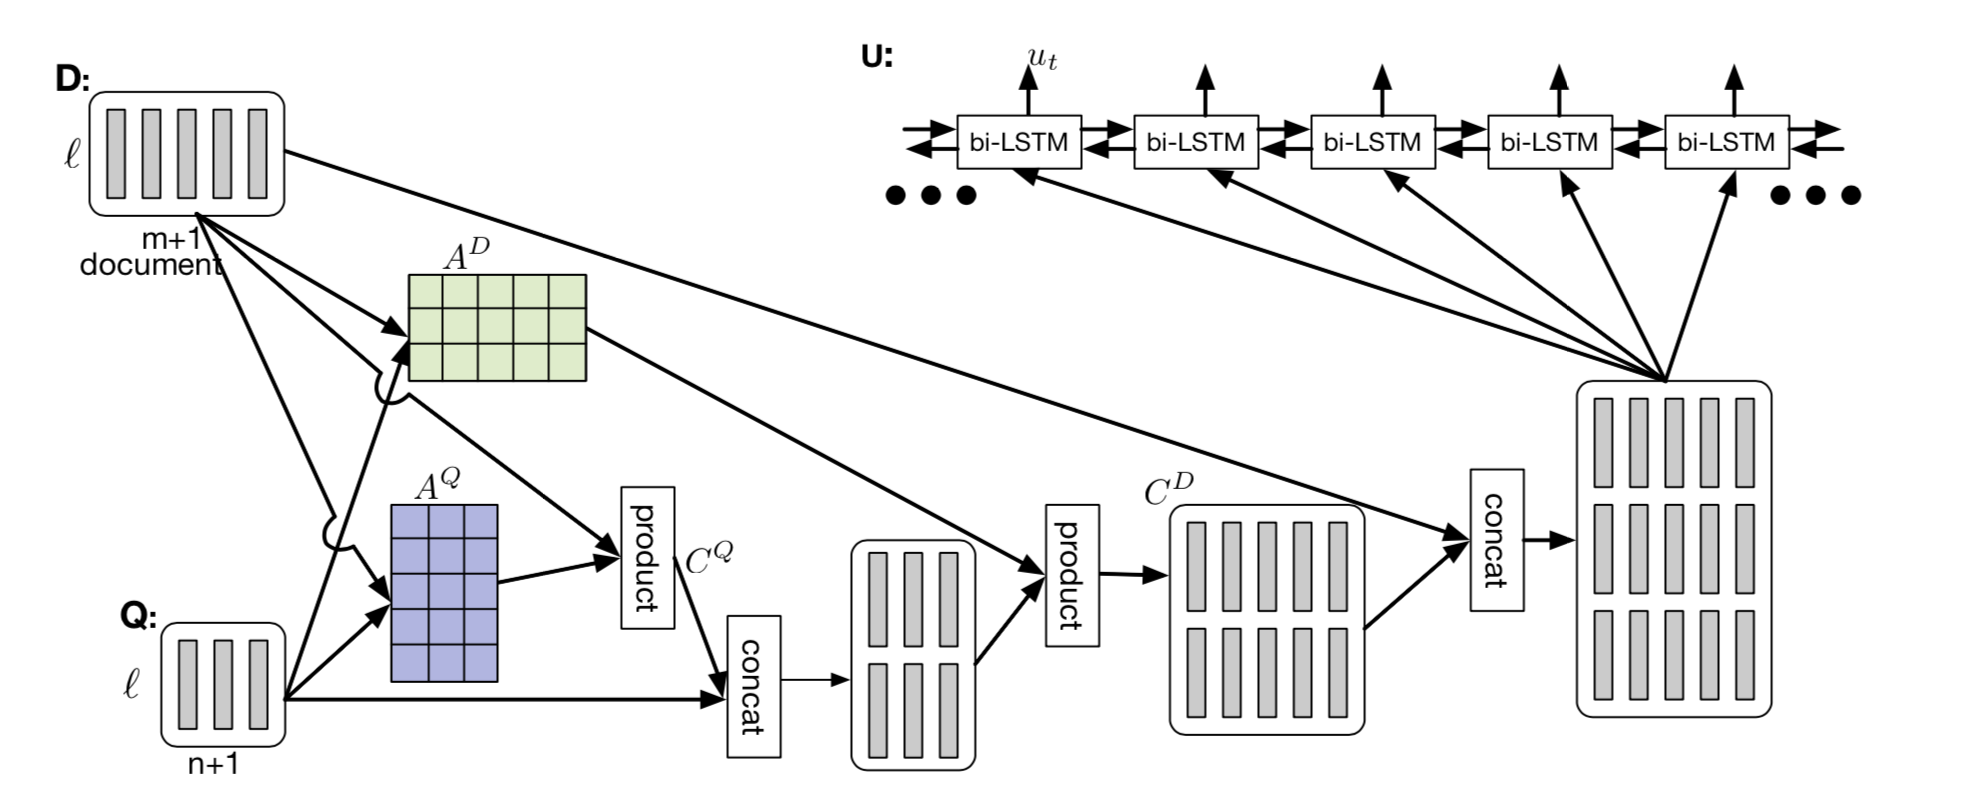 D:
ℓ
m+1
document
U:
u_t
bi-LSTM
bi-LSTM
bi-LSTM
bi-LSTM
bi-LSTM
A^D
A^Q
product
C^Q
Q:
ℓ
n+1
concat
product
C^D
concat